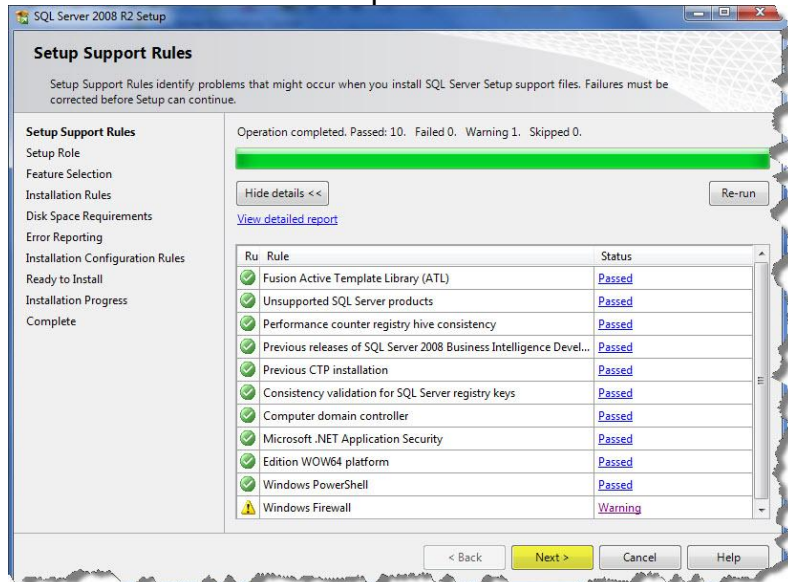 SQL Server 2008 R2 Setup
Setup Support Rules
Setup Support Rules identify problems that might occur when you install SQL Server Setup support files. Failures must be
corrected before Setup can continue.
Setup Support Rules
Setup Role
Feature Selection
Installation Rules
Disk Space Requirements
Error Reporting
Installation Configuration Rules
Ready to Install
Installation Progress
Complete
Operation completed. Passed: 10. Failed 0. Warning 1. Skipped 0.
Hide details <<
Re-run
View detailed report
Ru Rule Status
Fusion Active Template Library (ATL) Passed
Unsupported SQL Server products Passed
Performance counter registry hive consistency Passed
Previous releases of SQL Server 2008 Business Intelligence Devel... Passed
Previous CTP installation Passed
Consistency validation for SQL Server registry keys Passed
Computer domain controller Passed
Microsoft .NET Application Security Passed
Edition WOW64 platform Passed
Windows PowerShell Passed
Windows Firewall Warning
< Back Next > Cancel Help